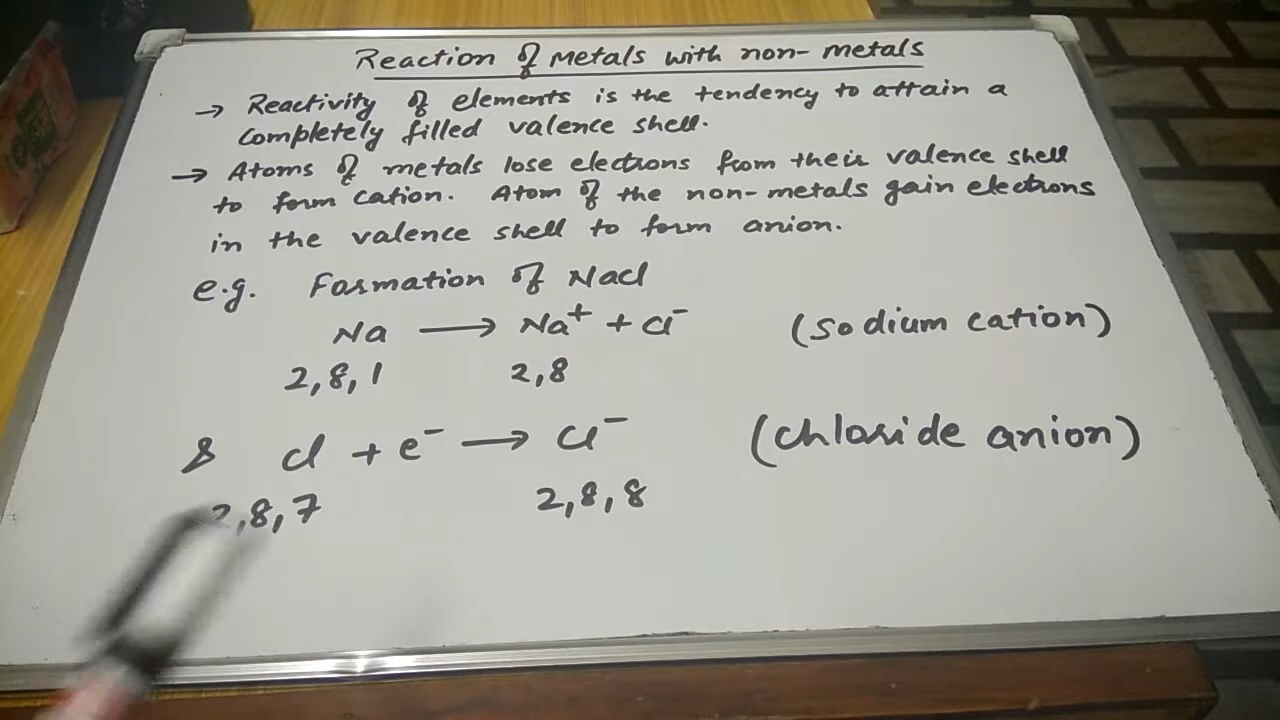 Reaction of metals with non-metals
→ Reactivity of elements is the tendency to attain a
completely filled valence shell.
→ Atoms of metals lose electrons from their valence shell
to form cation. Atom of the non-metals gain electrons
in the valence shell to form anion.
e.g. Formation of NaCl
Na → Na⁺ + Cl⁻ (Sodium cation)
2,8,1 2,8
& Cl + e⁻ → Cl⁻ (Chloride anion)
2,8,7 2,8,8